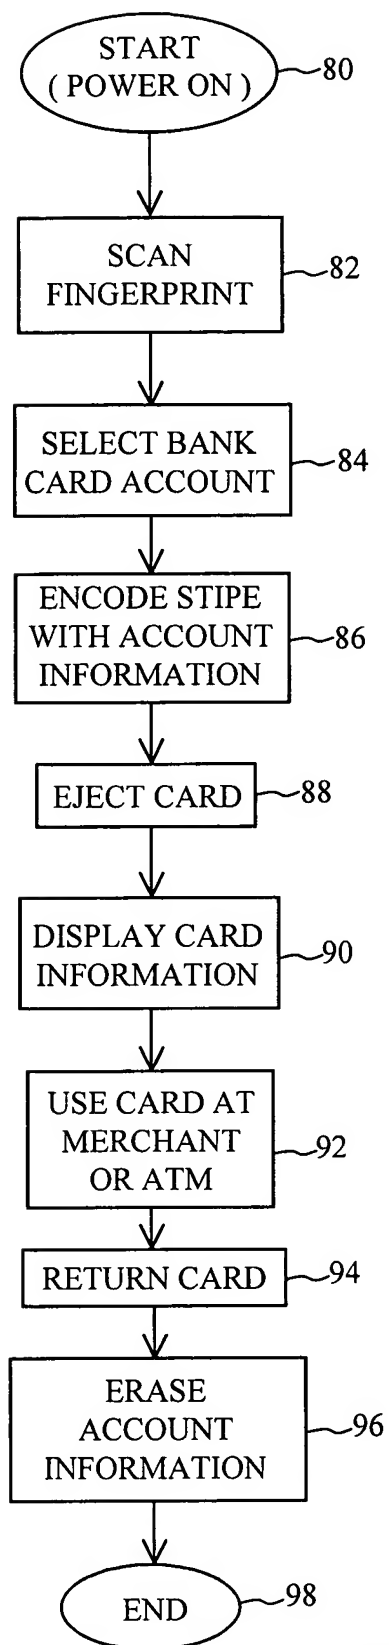 START
( POWER ON )
80
SCAN
FINGERPRINT
82
SELECT BANK
CARD ACCOUNT
84
ENCODE STIPE
WITH ACCOUNT
INFORMATION
86
EJECT CARD
88
DISPLAY CARD
INFORMATION
90
USE CARD AT
MERCHANT
OR ATM
92
RETURN CARD
94
ERASE
ACCOUNT
INFORMATION
96
END
98